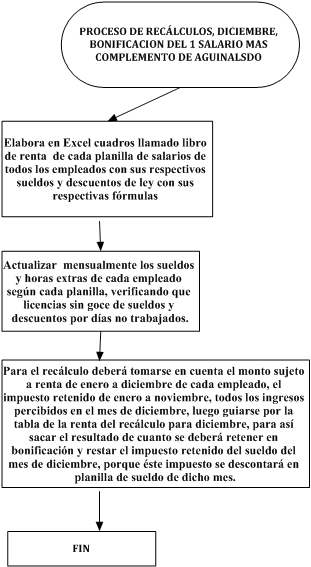 PROCESO DE RECÁLCULOS, DICIEMBRE,
BONIFICACION DEL 1 SALARIO MAS
COMPLEMENTO DE AGUINALSDO
Elabora en Excel cuadros llamado libro
de renta  de cada planilla de salarios de
todos los empleados con sus respectivos
sueldos y descuentos de ley con sus
respectivas fórmulas
Actualizar  mensualmente los sueldos
y horas extras de cada empleado
según cada planilla, verificando que
licencias sin goce de sueldos y
descuentos por días no trabajados.
Para el recálculo deberá tomarse en cuenta el monto sujeto
a renta de enero a diciembre de cada empleado, el
impuesto retenido de enero a noviembre, todos los ingresos
percibidos en el mes de diciembre, luego guiarse por la
tabla de la renta del recálculo para diciembre, para así
sacar el resultado de cuanto se deberá retener en
bonificación y restar el impuesto retenido del sueldo del
mes de diciembre, porque éste impuesto se descontará en
planilla de sueldo de dicho mes.
FIN